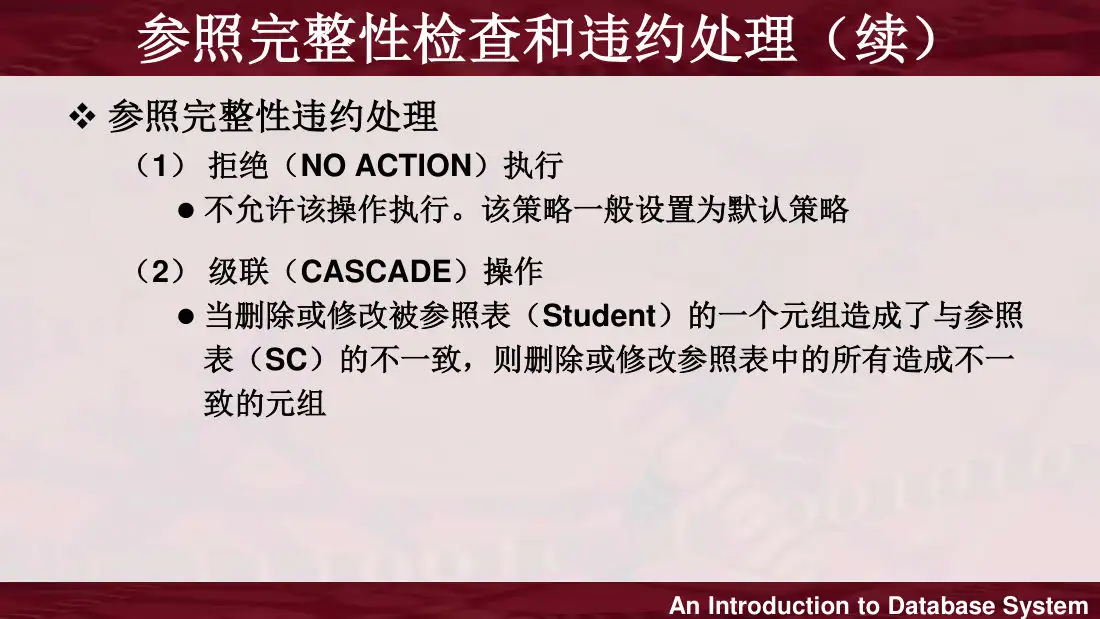 参照完整性检查和违约处理（续）
❖ 参照完整性违约处理
（1） 拒绝（NO ACTION）执行
● 不允许该操作执行。该策略一般设置为默认策略
（2） 级联（CASCADE）操作
● 当删除或修改被参照表（Student）的一个元组造成了与参照
表（SC）的不一致，则删除或修改参照表中的所有造成不一
致的元组
An Introduction to Database System